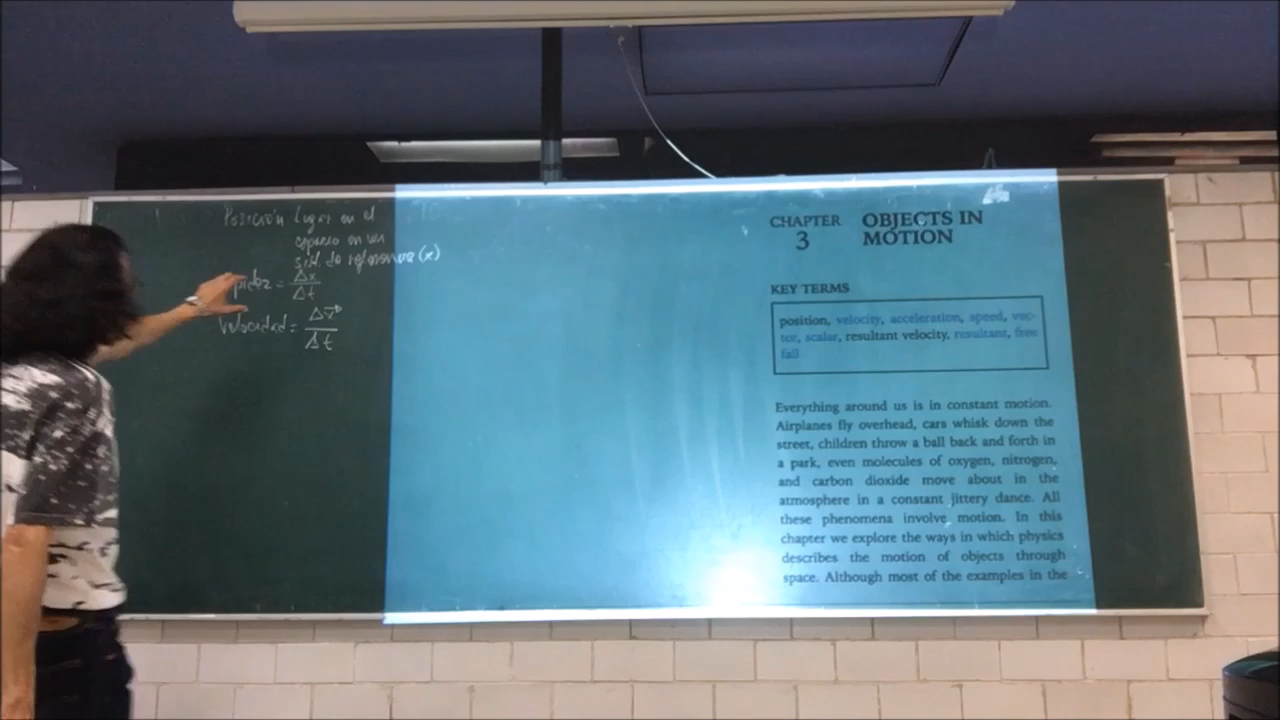 Posición lugar en el
espacio en un
sist. de referencia (x)
= Δx
Δt
Velocidad =
Δt
CHAPTER
3
OBJECTS IN
MOTION
KEY TERMS
position, velocity, acceleration, speed, vec-
tor, scalar, resultant velocity, resultant, free
fall
Everything around us is in constant motion.
Airplanes fly overhead, cars whisk down the
street, children throw a ball back and forth in
a park, even molecules of oxygen, nitrogen,
and carbon dioxide move about in the
atmosphere in a constant jittery dance. All
these phenomena involve motion. In this
chapter we explore the ways in which physics
describes the motion of objects through
space. Although most of the examples in the